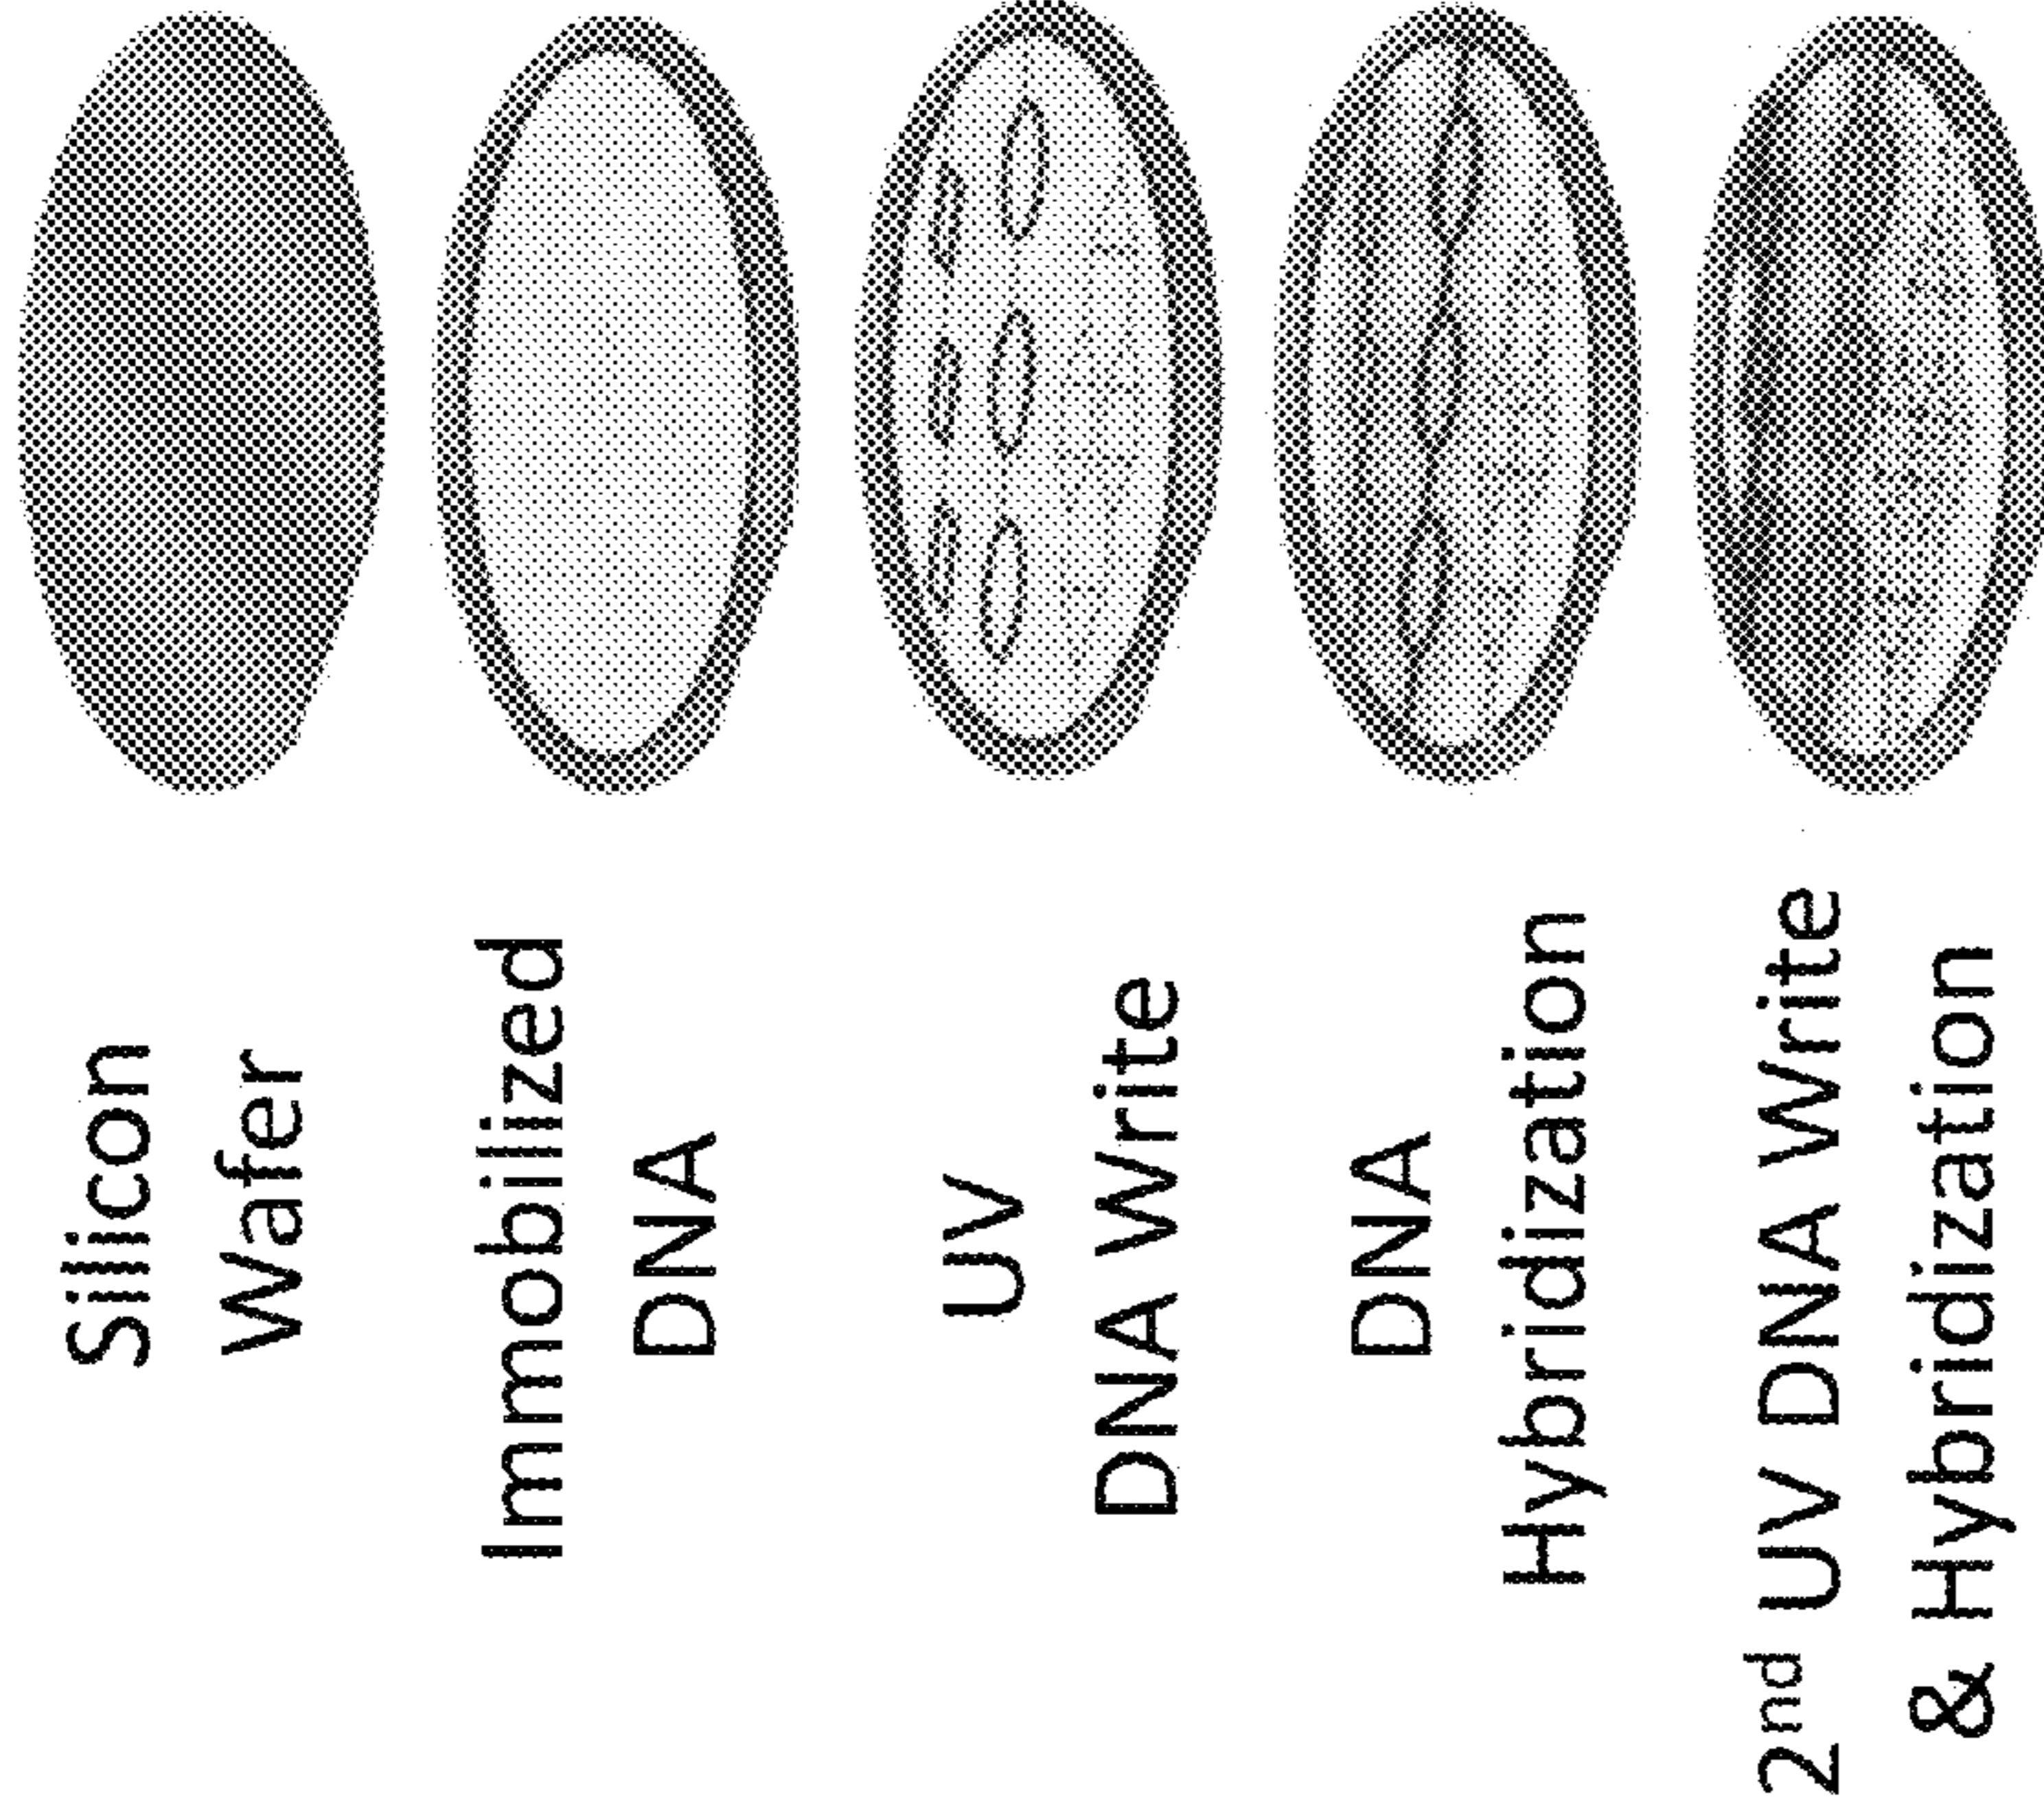 Silicon
Wafer
Immobilized
DNA
UV
DNA Write
DNA
Hybridization
2nd UV DNA Write
& Hybridization